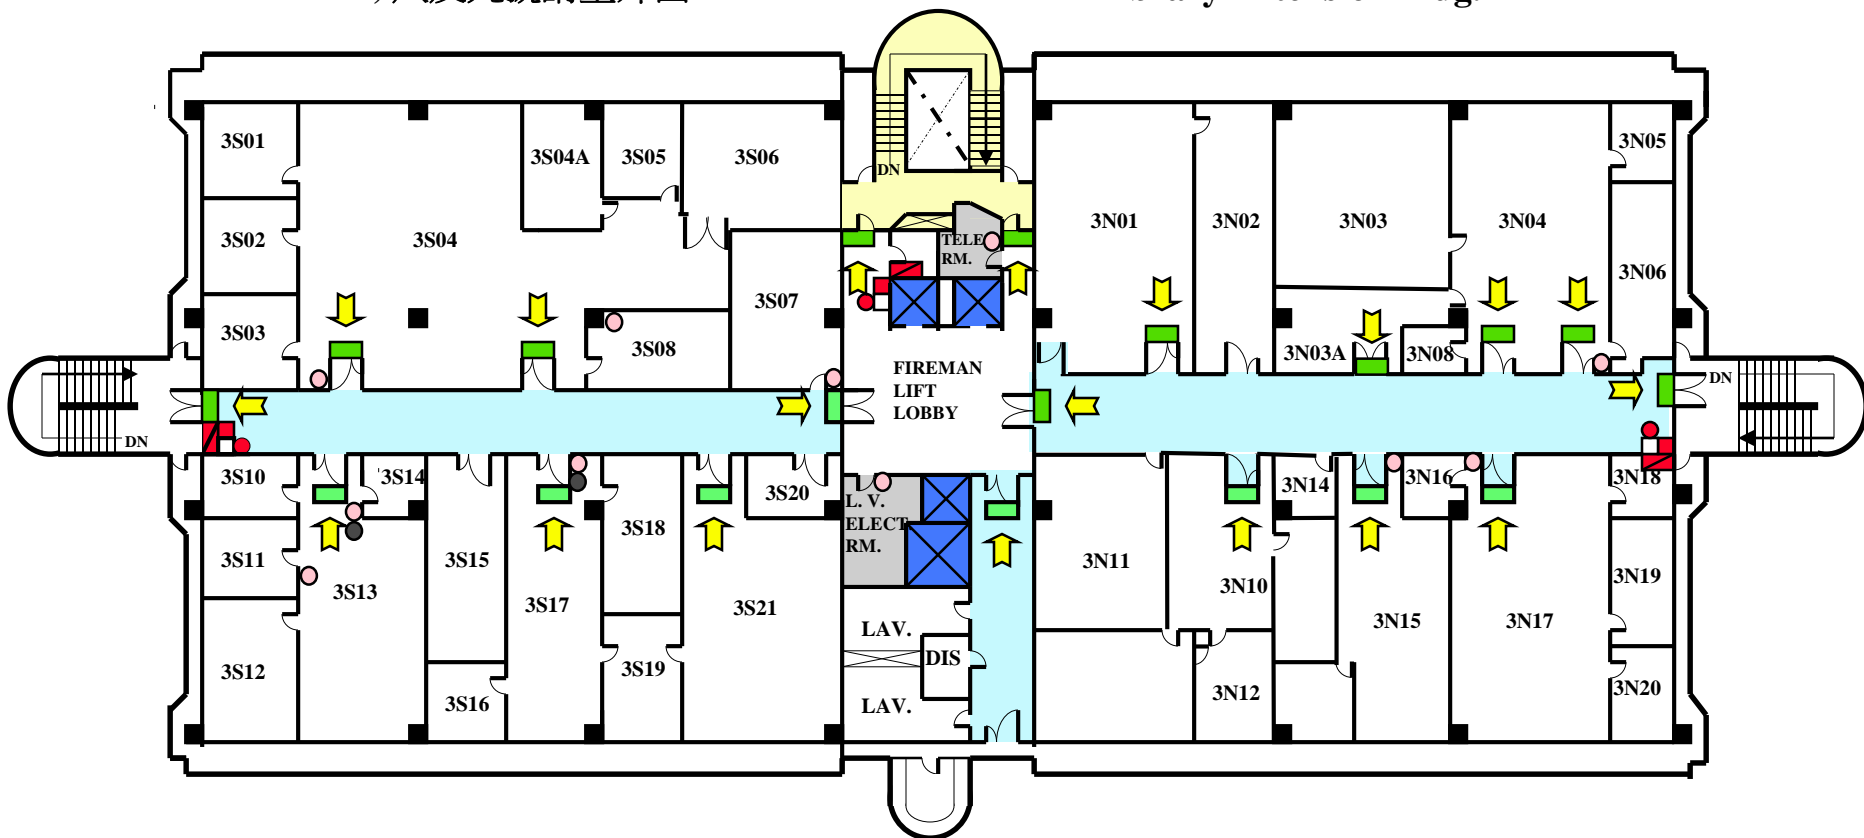 3S01
3S04A
3S05
3S06
DN
3N05
3S02
3S04
TELE
RM.
3N01
3N02
3N03
3N04
3S03
3S07
3N06
3S08
3N03A
3N08
FIREMAN
LIFT
LOBBY
DN
DN
3S10
3S14
3S20
L. V.
ELECT
RM.
3N14
3N16
3N18
3S11
3S13
3S15
3S18
3N11
3N10
3N19
3S17
3S21
3N15
3N17
3S12
3S19
LAV.
DIS
3S16
LAV.
3N12
3N20